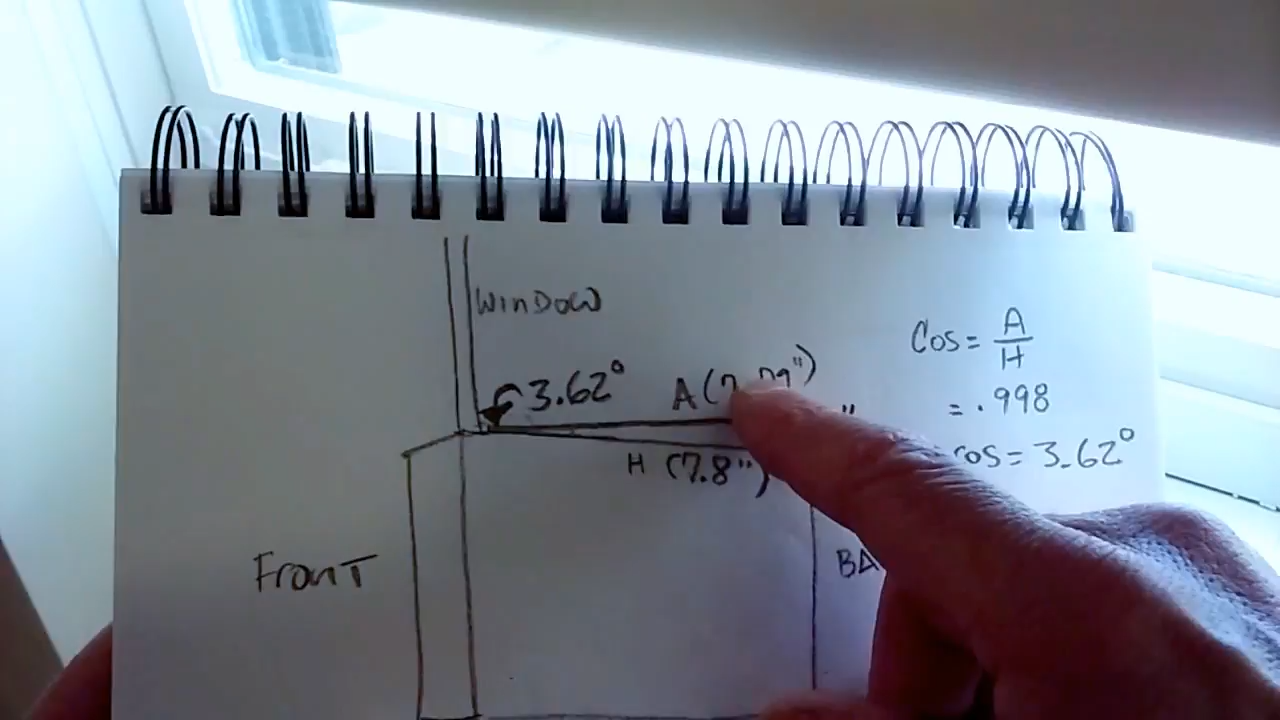 WINDOW
Cos = A/H
3.62°
= .998
cos = 3.62°
H (7.8")
FRONT